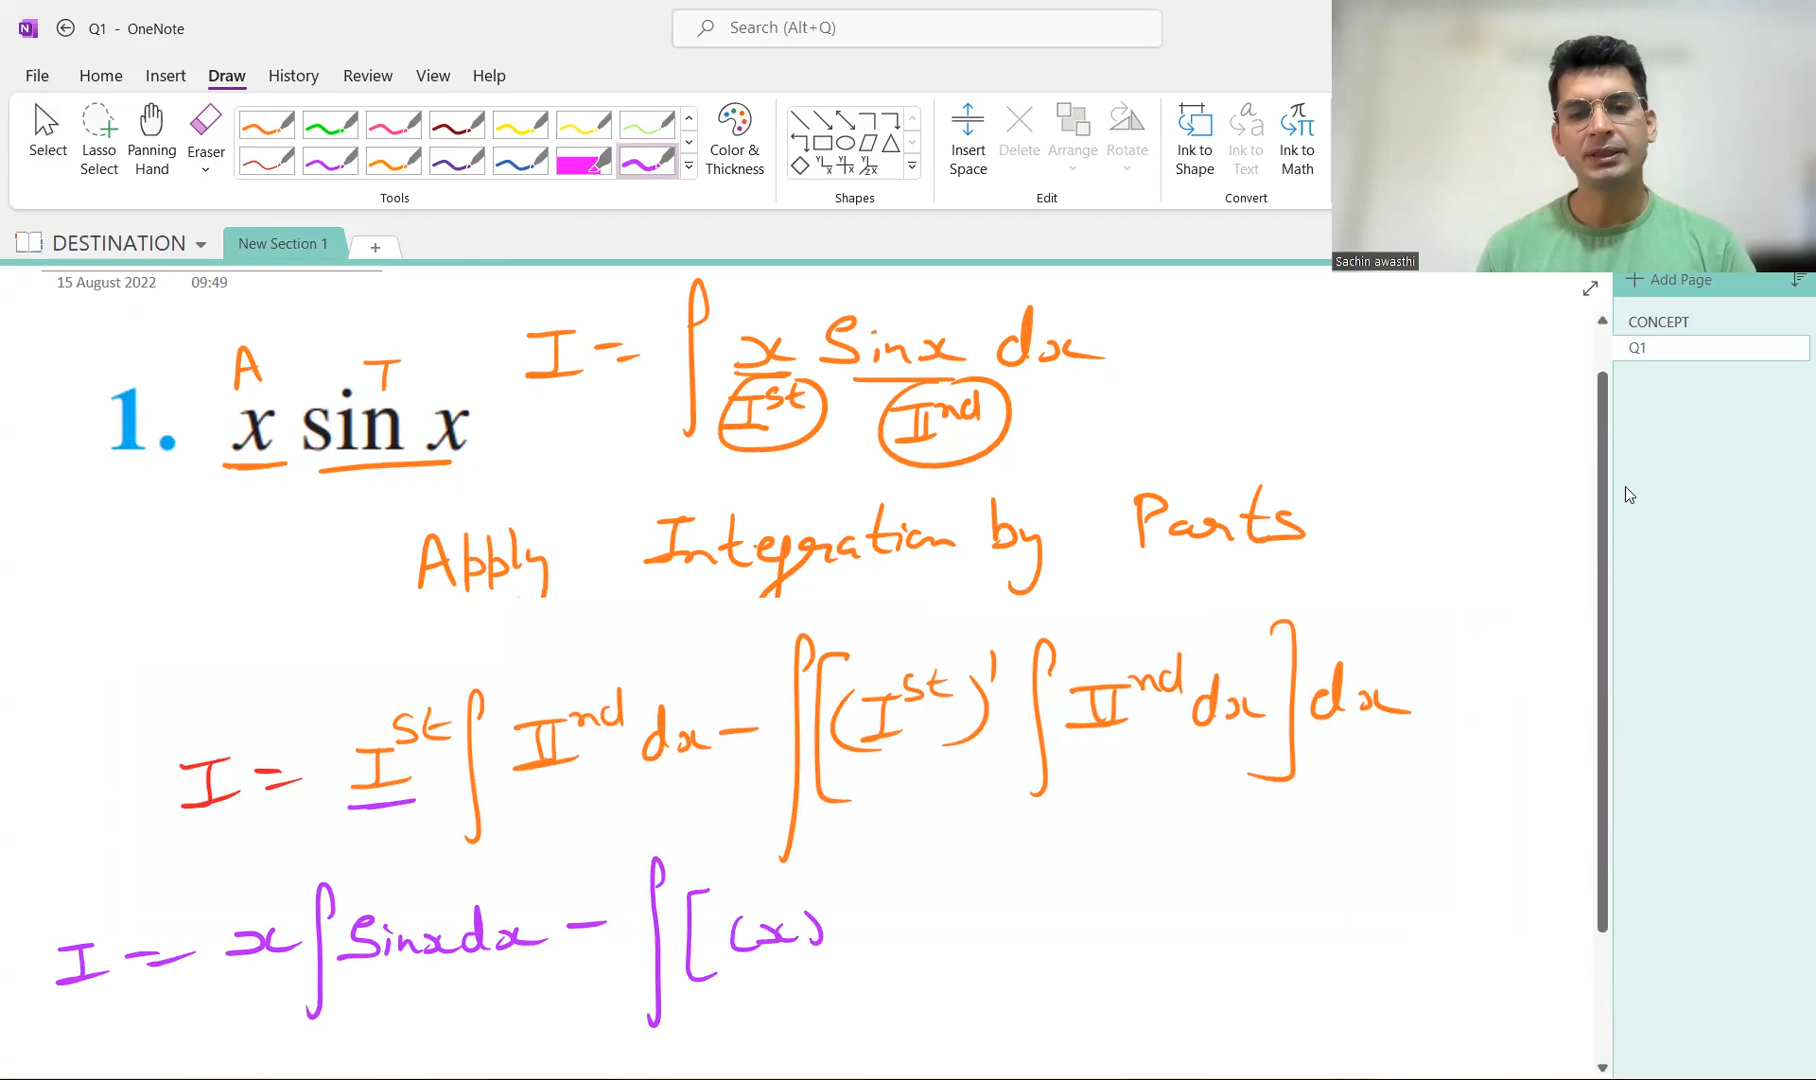 Q1 - OneNote
Search (Alt+Q)
File Home Insert Draw History Review View Help
Select
Lasso Select
Panning Hand
Eraser
Color & Thickness
Insert Space
Delete
Arrange
Rotate
Ink to Shape
Ink to Text
Ink to Math
Tools
Shapes
Edit
Convert
DESTINATION
New Section 1
+
Sachin awasthi
Add Page
CONCEPT
Q1
15 August 2022 09:49
I = ∫ x Sinx dx
Ist IInd
A T
1. x sin x
Apply Integration by Parts
I = Ist ∫ IInd dx − ∫ [(Ist)' ∫ IInd dx] dx
I = x ∫ Sinx dx − ∫ [ (x)